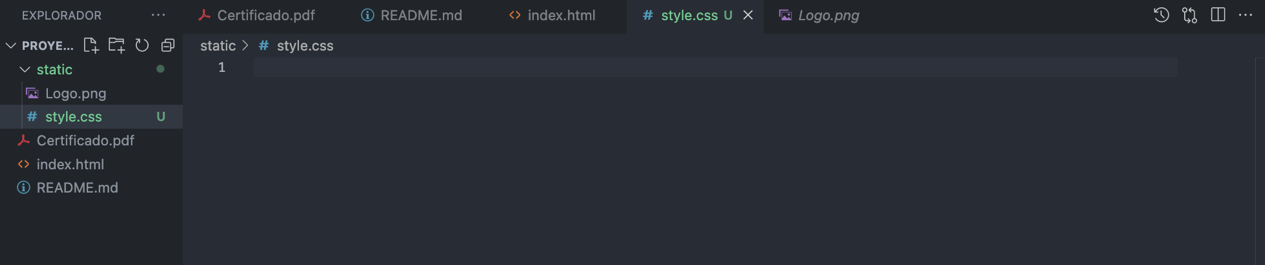 EXPLORADOR
Certificado.pdf
README.md
index.html
style.css U
Logo.png
PROYE...
static
Logo.png
style.css U
Certificado.pdf
index.html
README.md
static > # style.css
1